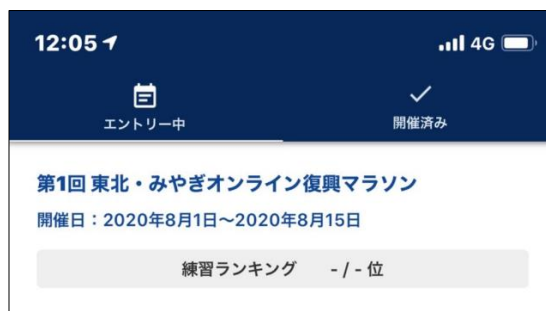 12:05
4G
エントリー中
開催済み
第1回 東北・みやぎオンライン復興マラソン
開催日：2020年8月1日～2020年8月15日
練習ランキング - / - 位